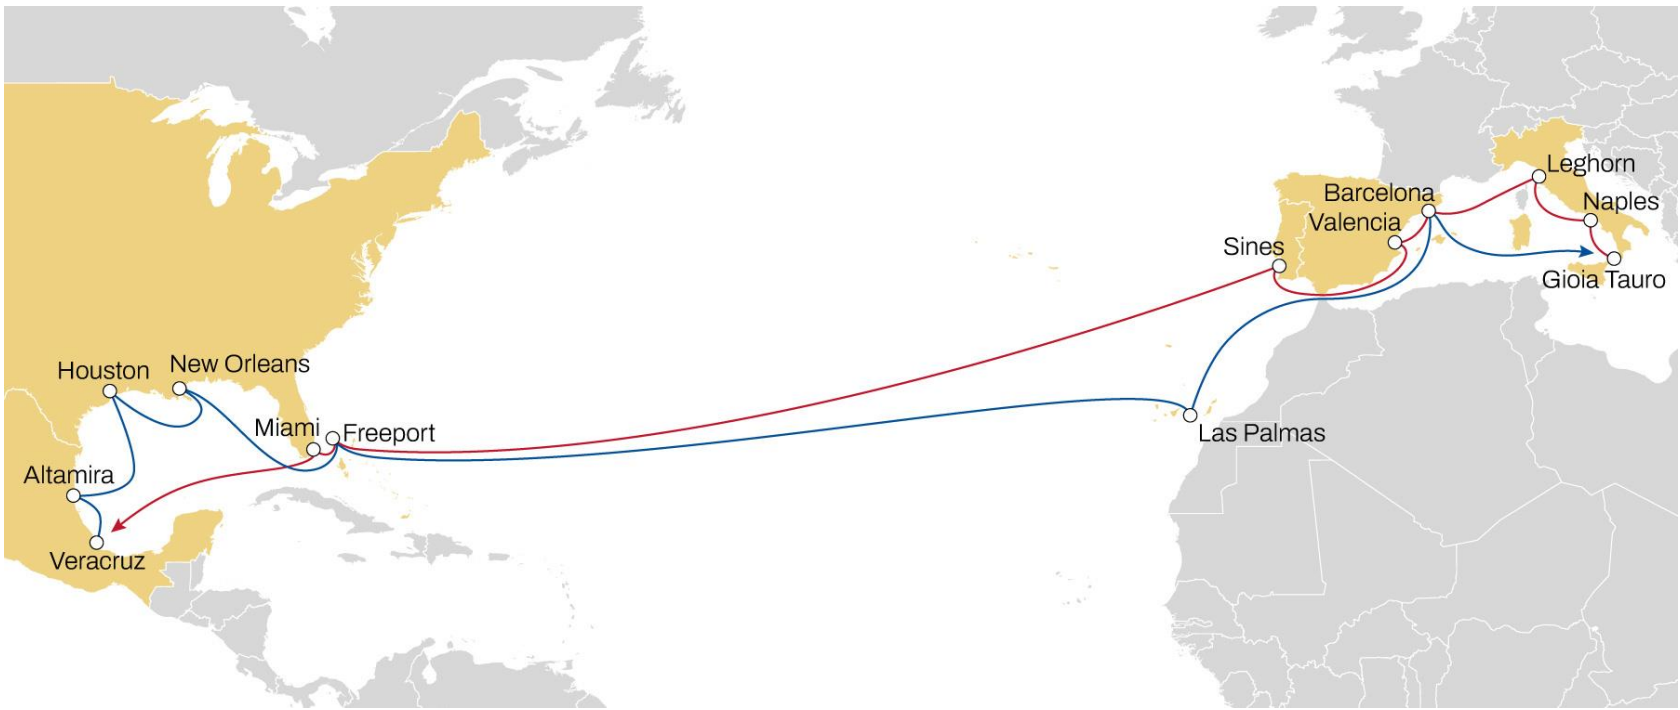 Leghorn
Barcelona
Naples
Valencia
Sines
Gioia Tauro
Houston
New Orleans
Miami
Freeport
Las Palmas
Altamira
Veracruz